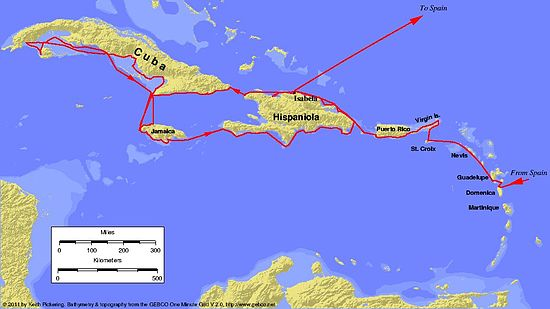 To Spain
Cuba
Isabela
Hispaniola
Jamaica
Puerto Rico
Virgin Is.
St. Croix
Nevis
Guadelupe
From Spain
Domenica
Martinique
Miles
0 100 200 300
Kilometers
0 500
© 2011 by Keith Pickering. Bathymetry & topography from the GEBCO One Minute Grid V 2.0, http://www.gebco.net